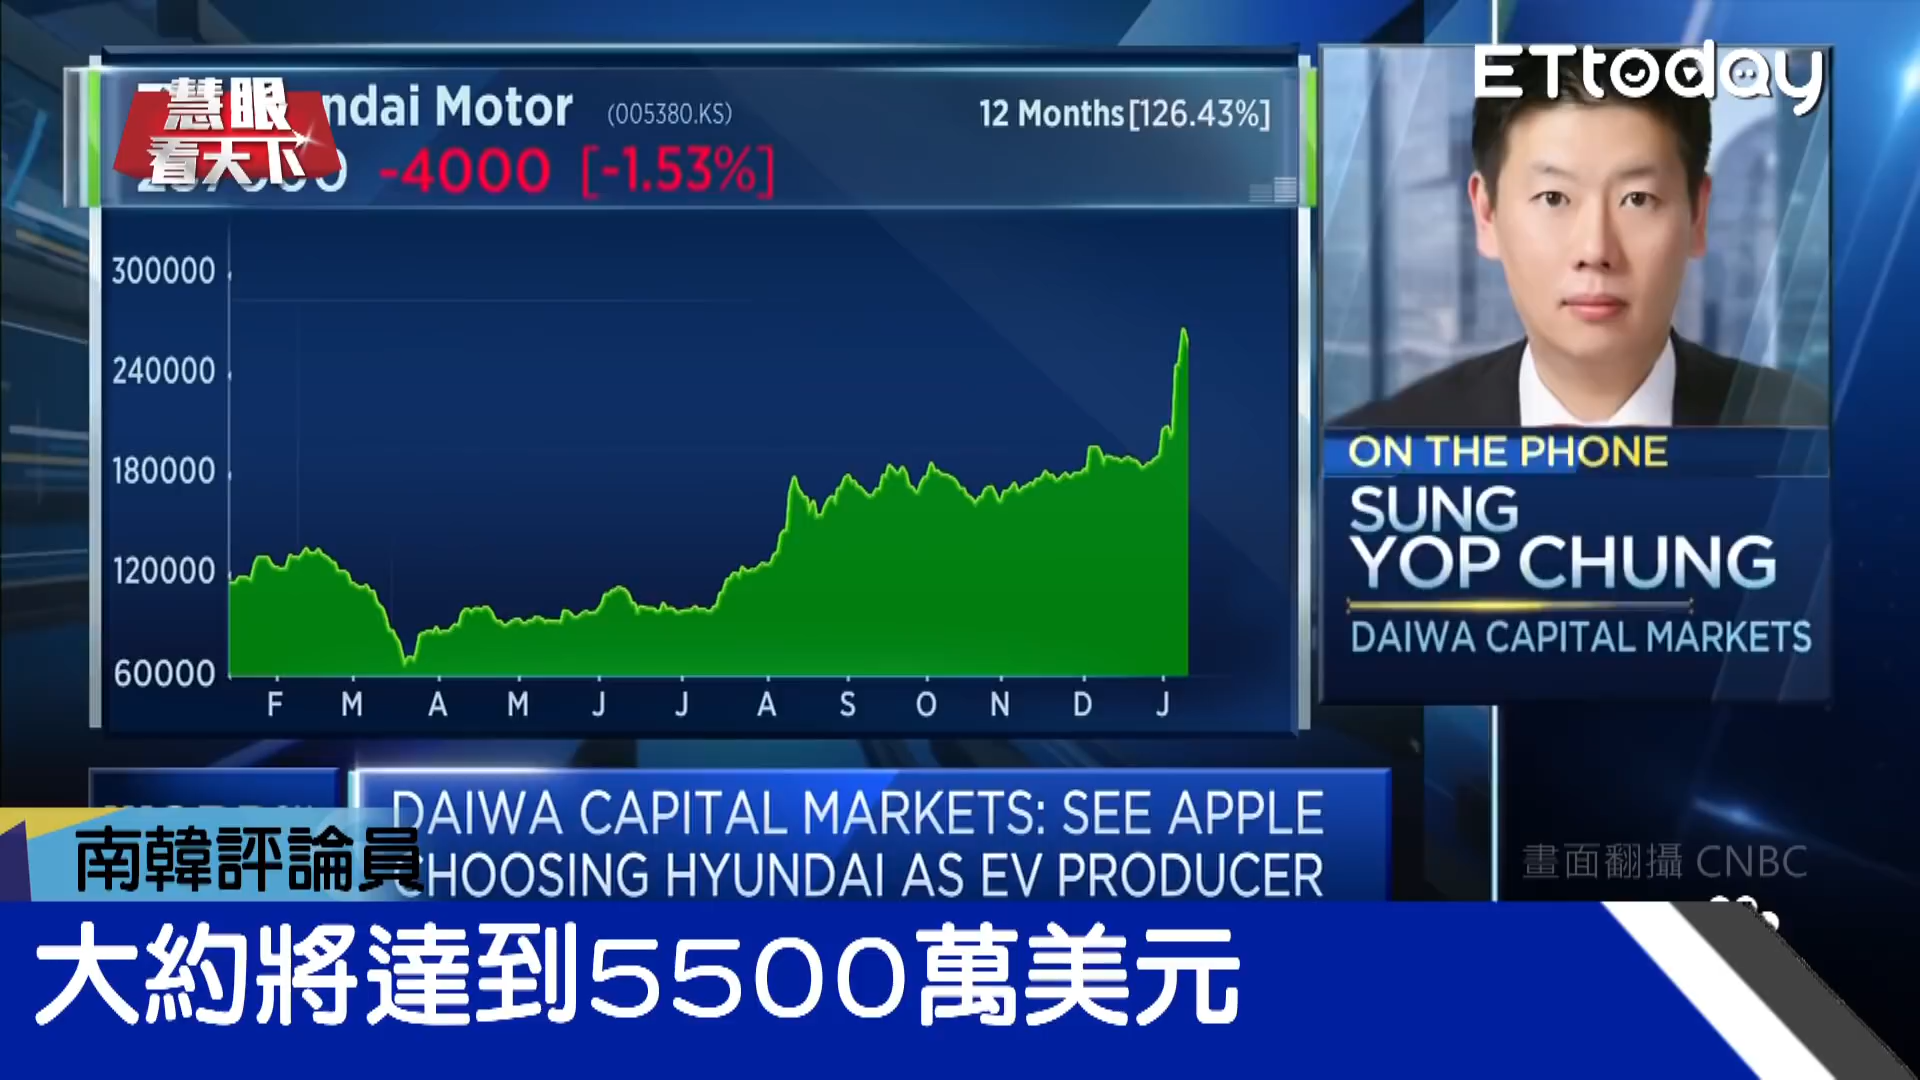 ETtoday
慧眼
看天下
Motor (005380.KS) 12 Months[126.43%]
-4000 [-1.53%]
300000
240000
180000
120000
60000
F M A M J J A S O N D J
ON THE PHONE
SUNG
YOP CHUNG
DAIWA CAPITAL MARKETS
DAIWA CAPITAL MARKETS: SEE APPLE
CHOOSING HYUNDAI AS EV PRODUCER
畫面翻攝 CNBC
南韓評論員
大約將達到5500萬美元